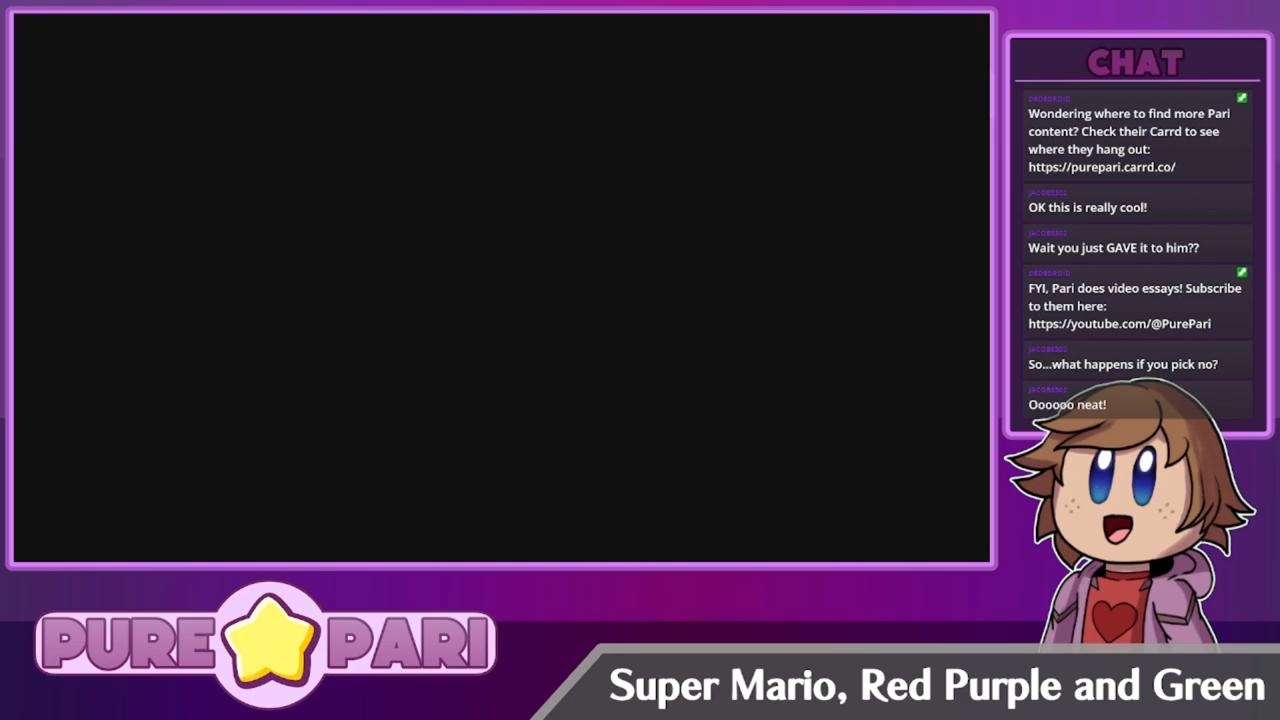 CHAT
DEDEDROID
Wondering where to find more Pari
content? Check their Carrd to see
where they hang out:
https://purepari.carrd.co/
OK this is really cool!
Wait you just GAVE it to him??
DEDEDROID
FYI, Pari does video essays! Subscribe
to them here:
https://youtube.com/@PurePari
So...what happens if you pick no?
Oooooo neat!
PURE PARI
Super Mario, Red Purple and Green